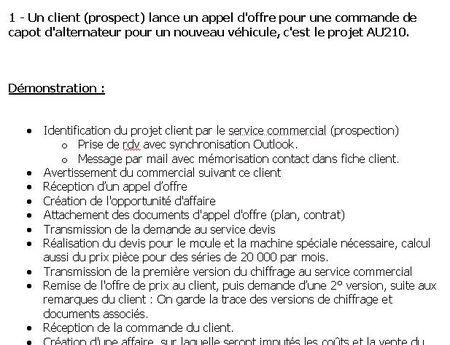 1 - Un client (prospect) lance un appel d'offre pour une commande de
capot d'alternateur pour un nouveau véhicule, c'est le projet AU210.
Démonstration :
• Identification du projet client par le service commercial (prospection)
o Prise de rdv avec synchronisation Outlook.
o Message par mail avec mémorisation contact dans fiche client.
• Avertissement du commercial suivant ce client
• Réception d'un appel d'offre
• Création de l'opportunité d'affaire
• Attachement des documents d'appel d'offre (plan, contrat)
• Transmission de la demande au service devis
• Réalisation du devis pour le moule et la machine spéciale nécessaire, calcul
aussi du prix pièce pour des séries de 20 000 par mois.
• Transmission de la première version du chiffrage au service commercial
• Remise de l'offre de prix au client, puis demande d'une 2° version, suite aux
remarques du client : On garde la trace des versions de chiffrage et
documents associés.
• Réception de la commande du client.
• Création d'une affaire, sur laquelle seront imputés les coûts et la vente du